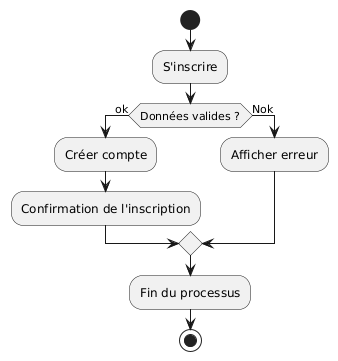 S'inscrire
ok
Données valides ?
Nok
Créer compte
Afficher erreur
Confirmation de l'inscription
Fin du processus